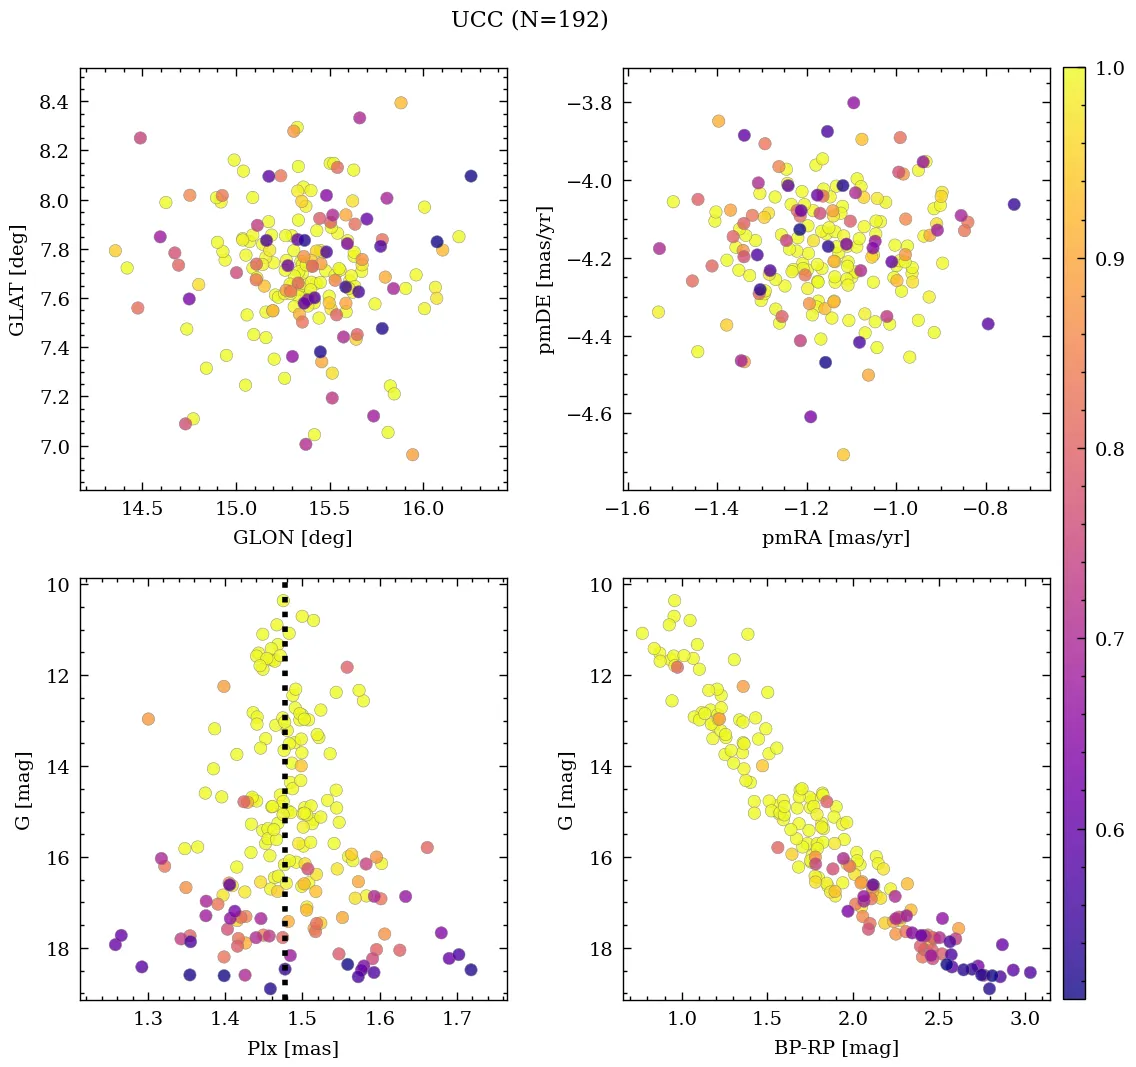 UCC (N=192)
8.4
8.2
8.0
7.8
7.6
7.4
7.2
7.0
GLAT [deg]
14.5 15.0 15.5 16.0
GLON [deg]
−3.8
−4.0
−4.2
−4.4
−4.6
pmDE [mas/yr]
−1.6 −1.4 −1.2 −1.0 −0.8
pmRA [mas/yr]
10
12
14
16
18
G [mag]
1.3 1.4 1.5 1.6 1.7
Plx [mas]
10
12
14
16
18
G [mag]
1.0 1.5 2.0 2.5 3.0
BP-RP [mag]
1.0
0.9
0.8
0.7
0.6